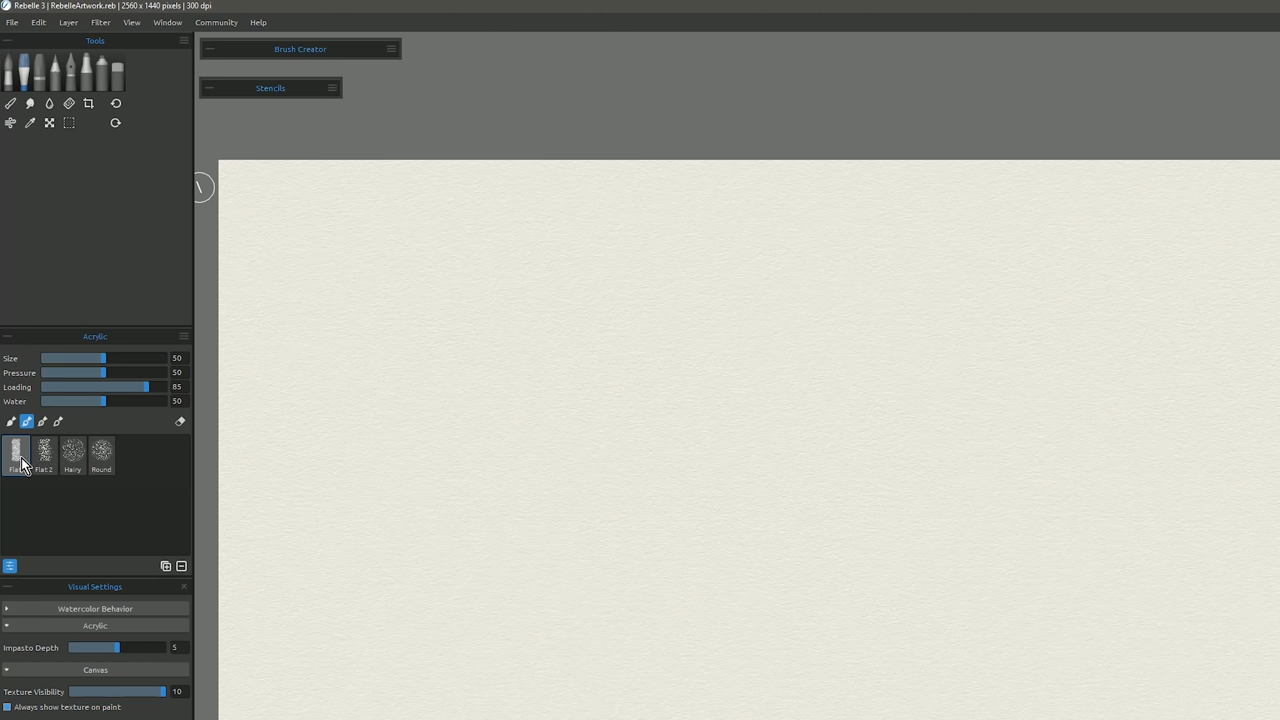 Rebelle 3 | RebelleArtwork.reb | 2560 x 1440 pixels | 300 dpi
File Edit Layer Filter View Window Community Help
Tools
Brush Creator
Stencils
Acrylic
Size 50
Pressure 50
Loading 85
Water 50
Flat 2 Hairy Round
Visual Settings
Watercolor Behavior
Acrylic
Impasto Depth 5
Canvas
Texture Visibility 10
Always show texture on paint